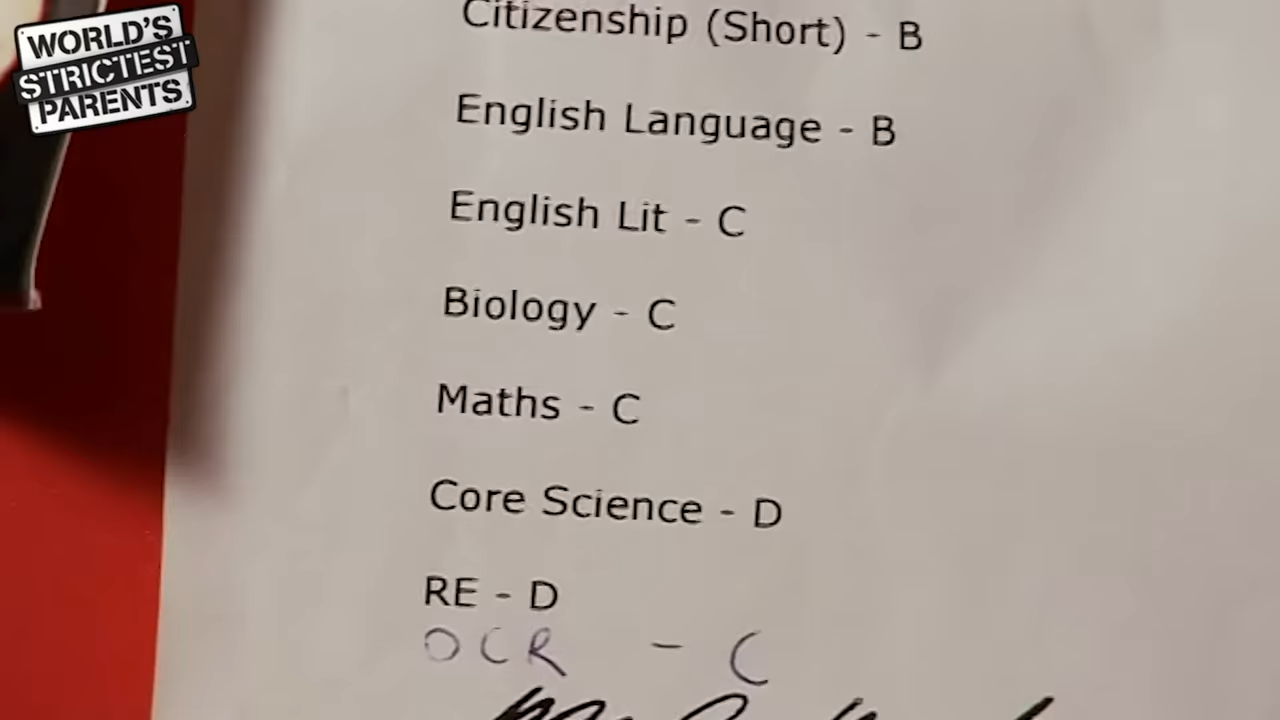 WORLD'S
STRICTEST
PARENTS
Citizenship (Short) - B
English Language - B
English Lit - C
Biology - C
Maths - C
Core Science - D
RE - D
OCR - C